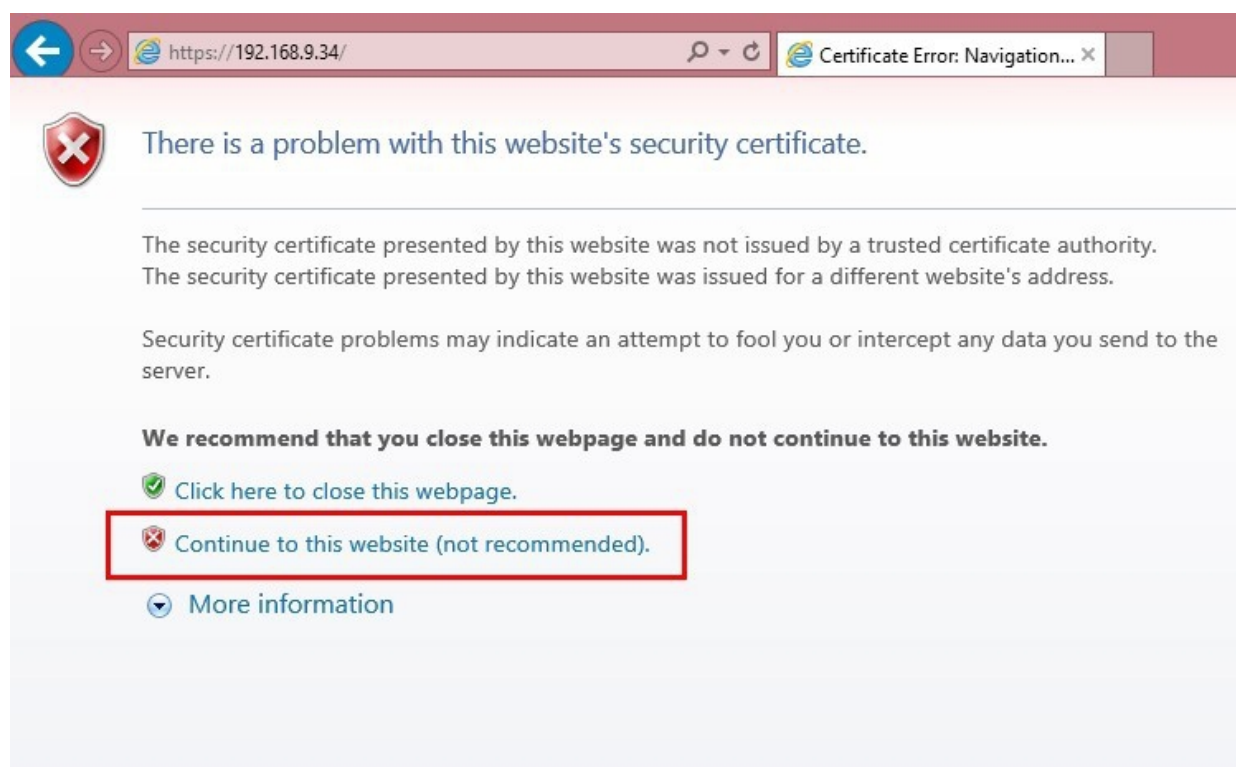 https://192.168.9.34/
Certificate Error: Navigation...
There is a problem with this website's security certificate.
The security certificate presented by this website was not issued by a trusted certificate authority.
The security certificate presented by this website was issued for a different website's address.
Security certificate problems may indicate an attempt to fool you or intercept any data you send to the
server.
We recommend that you close this webpage and do not continue to this website.
Click here to close this webpage.
Continue to this website (not recommended).
More information